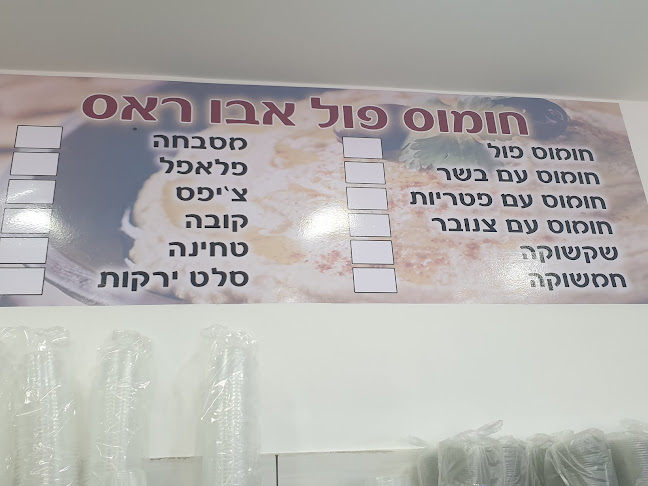 חומוס פול אבו ראס
חומוס פול
חומוס עם בשר
חומוס עם פטריות
חומוס עם צנובר
שקשוקה
חמשוקה
מסבחה
פלאפל
צ'יפס
קובה
טחינה
סלט ירקות